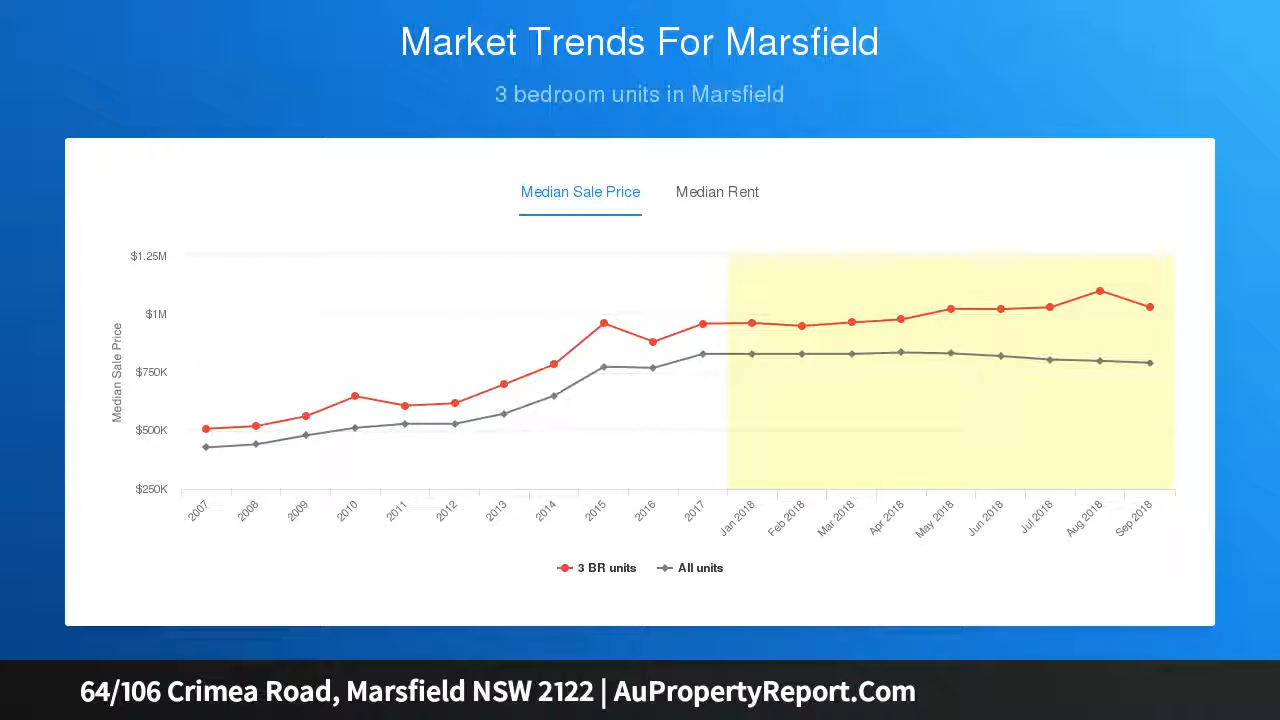 Market Trends For Marsfield
3 bedroom units in Marsfield
Median Sale Price
Median Rent
$1.25M
$1M
$750K
$500K
$250K
Median Sale Price
2007
2008
2009
2010
2011
2012
2013
2014
2015
2016
2017
Jan 2018
Feb 2018
Mar 2018
Apr 2018
May 2018
Jun 2018
Jul 2018
Aug 2018
Sep 2018
3 BR units
All units
64/106 Crimea Road, Marsfield NSW 2122 | AuPropertyReport.Com